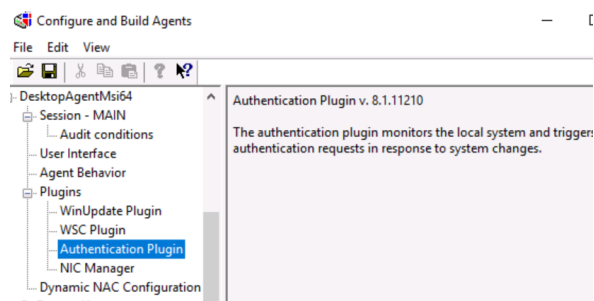 Configure and Build Agents
File Edit View
DesktopAgentMsi64
Session - MAIN
Audit conditions
User Interface
Agent Behavior
Plugins
WinUpdate Plugin
WSC Plugin
Authentication Plugin
NIC Manager
Dynamic NAC Configuration
Authentication Plugin v. 8.1.11210
The authentication plugin monitors the local system and triggers
authentication requests in response to system changes.